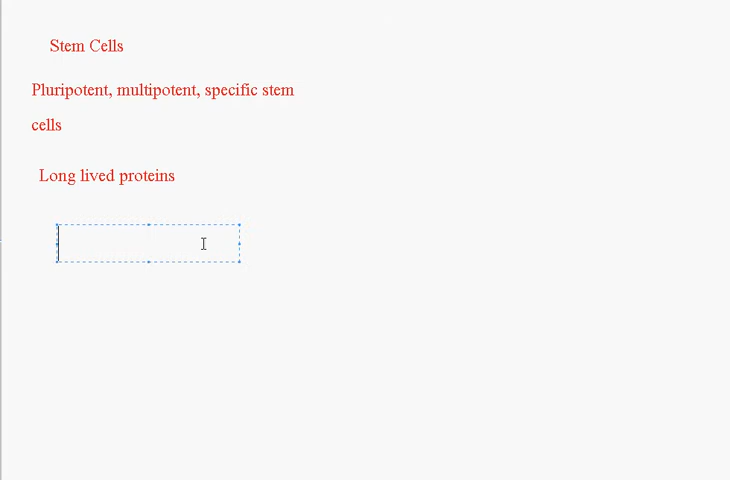 Stem Cells
Pluripotent, multipotent, specific stem
cells
Long lived proteins